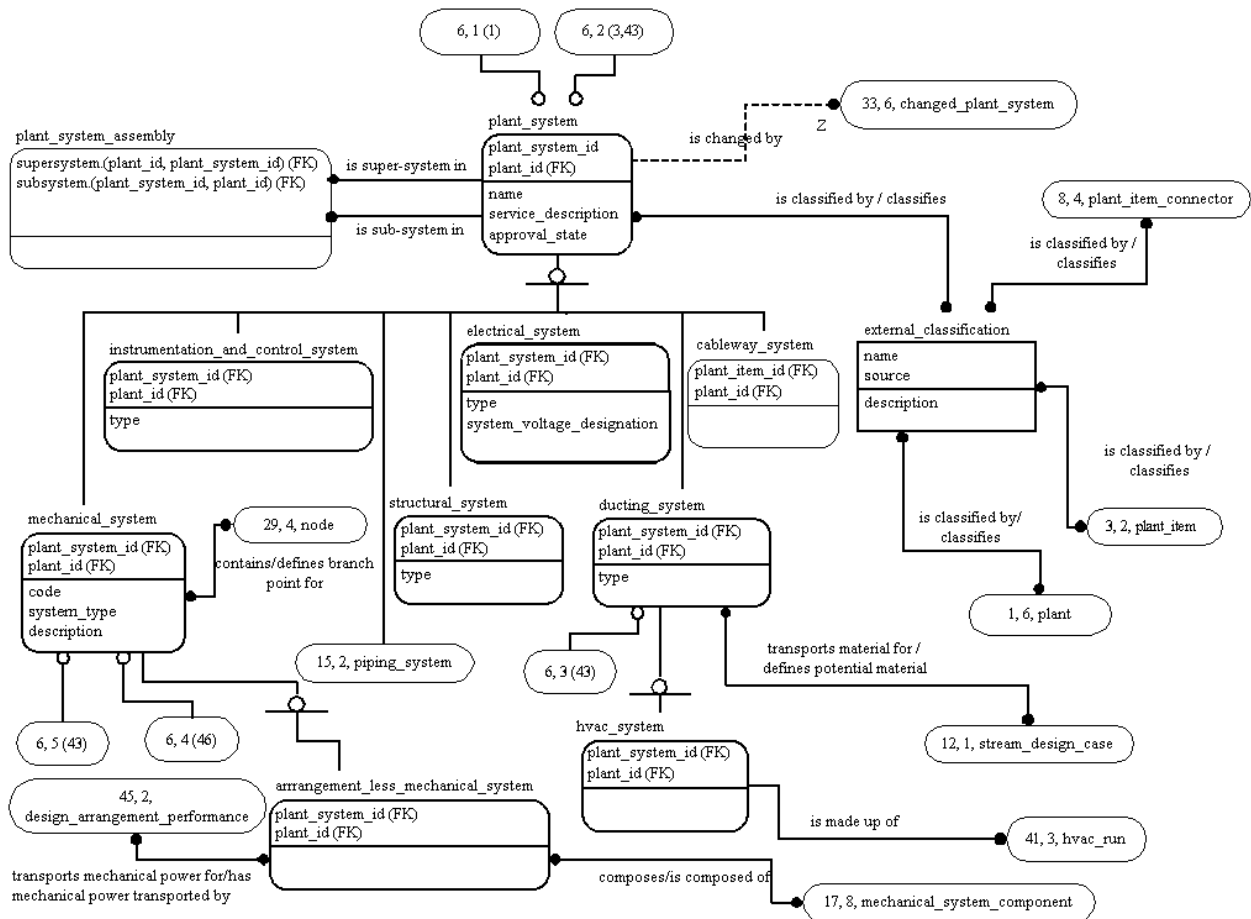 6, 1 (1)
6, 2 (3,43)
33, 6, changed_plant_system
plant_system
is changed by
Z
plant_system_assembly
plant_system_id
plant_id (FK)
supersystem.(plant_id, plant_system_id) (FK)
subsystem.(plant_system_id, plant_id) (FK)
is super-system in
is sub-system in
name
service_description
approval_state
is classified by / classifies
8, 4, plant_item_connector
is classified by /
classifies
electrical_system
external_classification
instrumentation_and_control_system
plant_system_id (FK)
plant_id (FK)
type
plant_system_id (FK)
plant_id (FK)
type
system_voltage_designation
cableway_system
plant_item_id (FK)
plant_id (FK)
name
source
description
is classified by /
classifies
3, 2, plant_item
is classified by/
classifies
1, 6, plant
mechanical_system
plant_system_id (FK)
plant_id (FK)
code
system_type
description
29, 4, node
contains/defines branch
point for
structural_system
plant_system_id (FK)
plant_id (FK)
type
ducting_system
plant_system_id (FK)
plant_id (FK)
type
15, 2, piping_system
6, 3 (43)
transports material for /
defines potential material
12, 1, stream_design_case
6, 5 (43)
6, 4 (46)
hvac_system
plant_system_id (FK)
plant_id (FK)
is made up of
41, 3, hvac_run
45, 2,
design_arrangement_performance
arrangement_less_mechanical_system
plant_system_id (FK)
plant_id (FK)
transports mechanical power for/has
mechanical power transported by
composes/is composed of
17, 8, mechanical_system_component